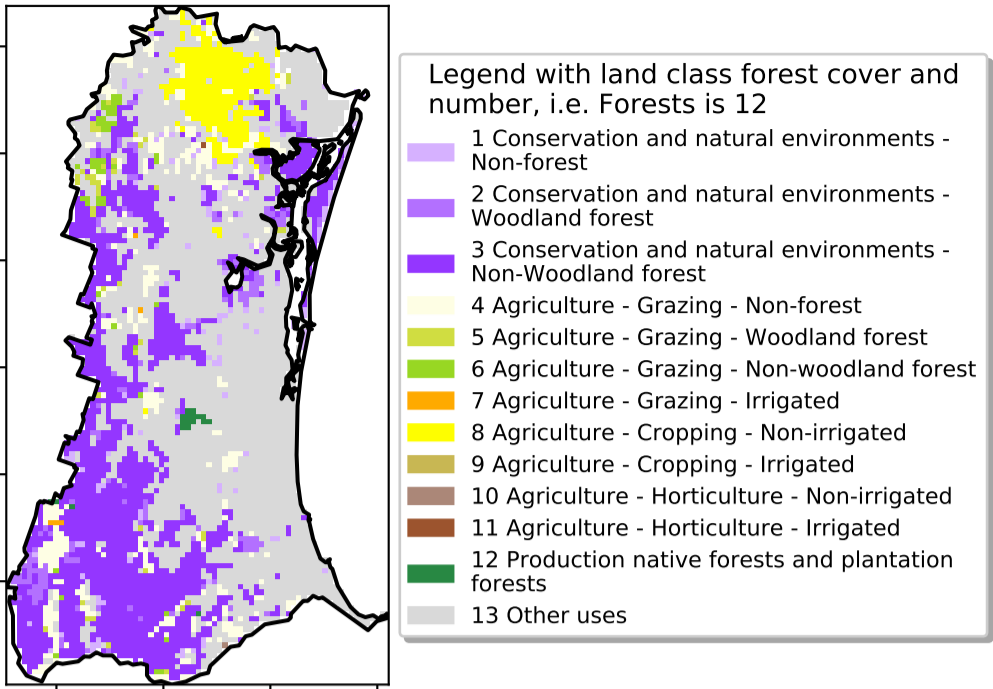 Legend with land class forest cover and
number, i.e. Forests is 12
1 Conservation and natural environments -
Non-forest
2 Conservation and natural environments -
Woodland forest
3 Conservation and natural environments -
Non-Woodland forest
4 Agriculture - Grazing - Non-forest
5 Agriculture - Grazing - Woodland forest
6 Agriculture - Grazing - Non-woodland forest
7 Agriculture - Grazing - Irrigated
8 Agriculture - Cropping - Non-irrigated
9 Agriculture - Cropping - Irrigated
10 Agriculture - Horticulture - Non-irrigated
11 Agriculture - Horticulture - Irrigated
12 Production native forests and plantation
forests
13 Other uses